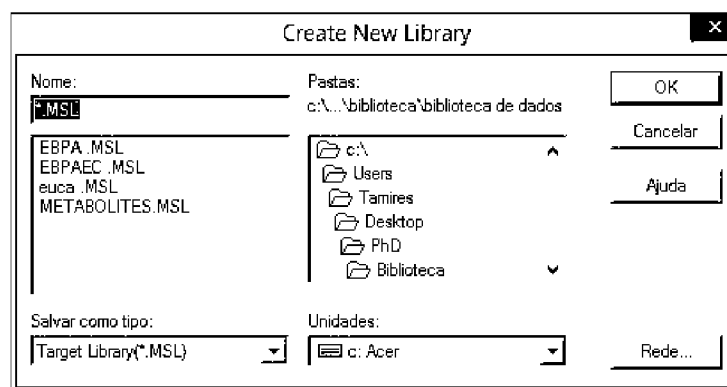 Create New Library
Nome:
*.MSL
EBPA .MSL
EBPAEC .MSL
euca .MSL
METABOLITES.MSL
Salvar como tipo:
Target Library(*.MSL)
Pastas:
c:\...\biblioteca\biblioteca de dados
c:\
Users
Tamires
Desktop
PhD
Biblioteca
Unidades:
c: Acer
OK
Cancelar
Ajuda
Rede...